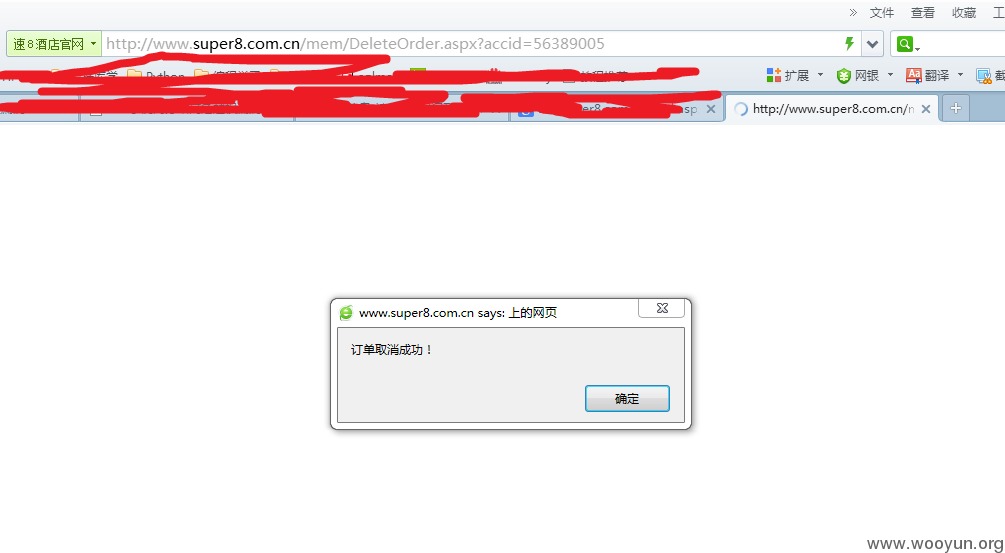 » 文件 查看 收藏 工
速8酒店官网 http://www.super8.com.cn/mem/DeleteOrder.aspx?accid=56389005
Python 扩展 网银 翻译 截
http://www.super8.com.cn/n
www.super8.com.cn says: 上的网页
订单取消成功！
确定
www.wooyun.org